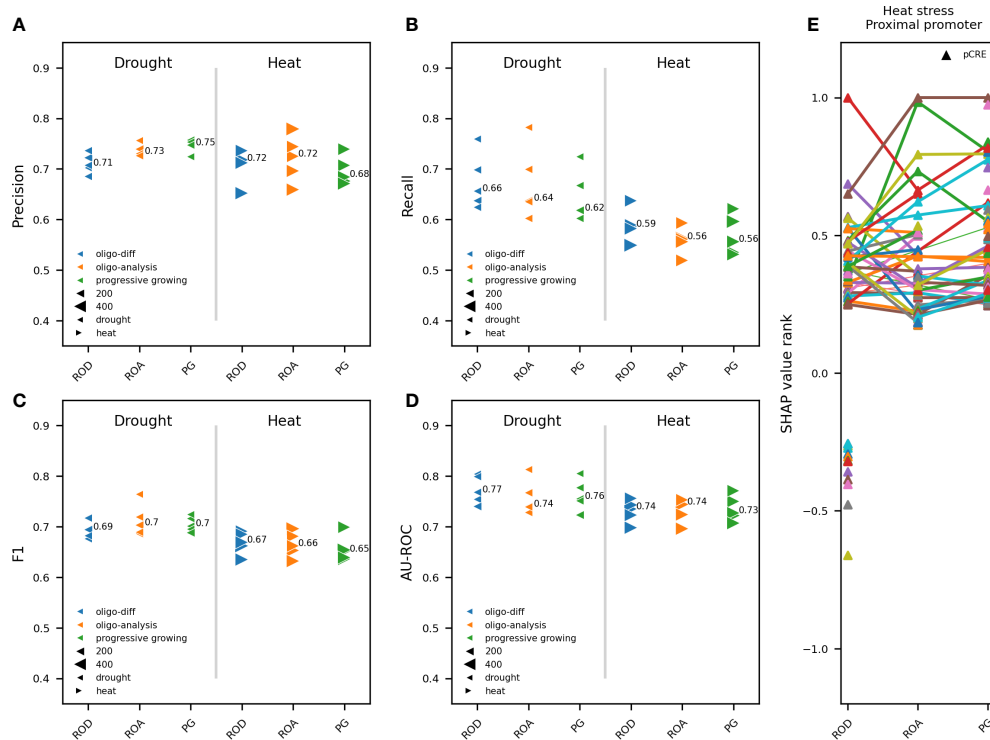 A
Drought
Heat
Precision
0.9
0.8
0.7
0.6
0.5
0.4
0.71
0.73
0.75
0.72
0.72
0.68
oligo-diff
oligo-analysis
progressive growing
200
400
drought
heat
ROD
ROA
PG
ROD
ROA
PG
B
Drought
Heat
Recall
0.9
0.8
0.7
0.6
0.5
0.4
0.66
0.64
0.62
0.59
0.56
0.56
oligo-diff
oligo-analysis
progressive growing
200
400
drought
heat
ROD
ROA
PG
ROD
ROA
PG
C
Drought
Heat
F1
0.9
0.8
0.7
0.6
0.5
0.4
0.69
0.7
0.7
0.67
0.66
0.65
oligo-diff
oligo-analysis
progressive growing
200
400
drought
heat
ROD
ROA
PG
ROD
ROA
PG
D
Drought
Heat
AU-ROC
0.9
0.8
0.7
0.6
0.5
0.4
0.77
0.74
0.76
0.74
0.74
0.73
oligo-diff
oligo-analysis
progressive growing
200
400
drought
heat
ROD
ROA
PG
ROD
ROA
PG
E
Heat stress
Proximal promoter
pCRE
SHAP value rank
1.0
0.5
0.0
−0.5
−1.0
ROD
ROA
PG